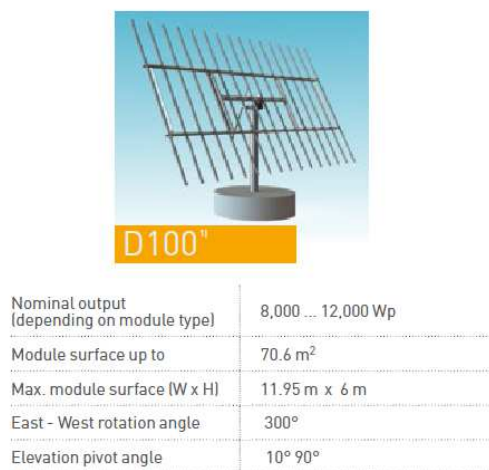 D100¹⁾
Nominal output
(depending on module type)
8,000 ... 12,000 Wp
Module surface up to
70.6 m²
Max. module surface (W x H)
11.95 m x 6 m
East - West rotation angle
300°
Elevation pivot angle
10° 90°